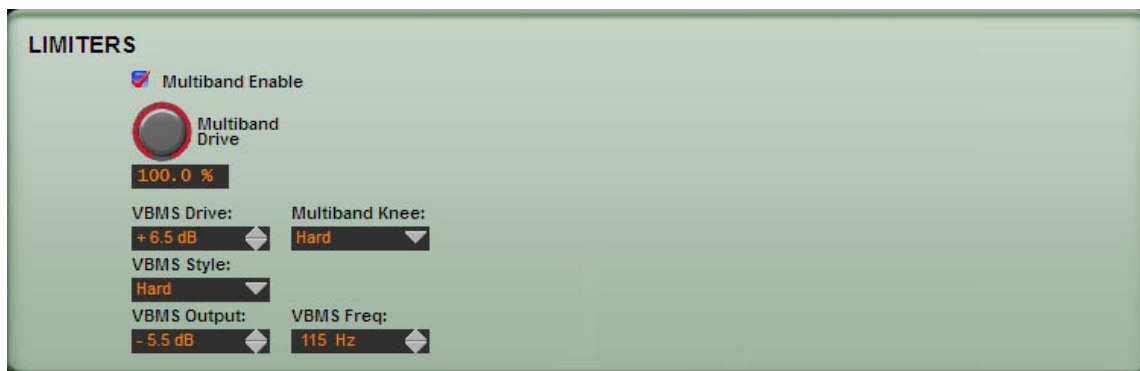 LIMITERS
Multiband Enable
Multiband
Drive
100.0 %
VBMS Drive: Multiband Knee:
+ 6.5 dB Hard
VBMS Style:
Hard
VBMS Output: VBMS Freq:
- 5.5 dB 115 Hz